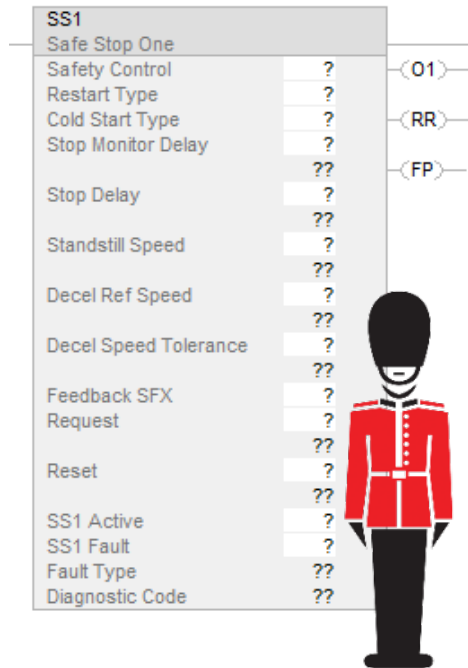 SS1
Safe Stop One
Safety Control ? (O1)
Restart Type ?
Cold Start Type ? (RR)
Stop Monitor Delay ?
?? (FP)
Stop Delay ?
??
Standstill Speed ?
??
Decel Ref Speed ?
??
Decel Speed Tolerance ?
??
Feedback SFX ?
Request ?
??
Reset ?
??
SS1 Active ?
SS1 Fault ?
Fault Type ??
Diagnostic Code ??